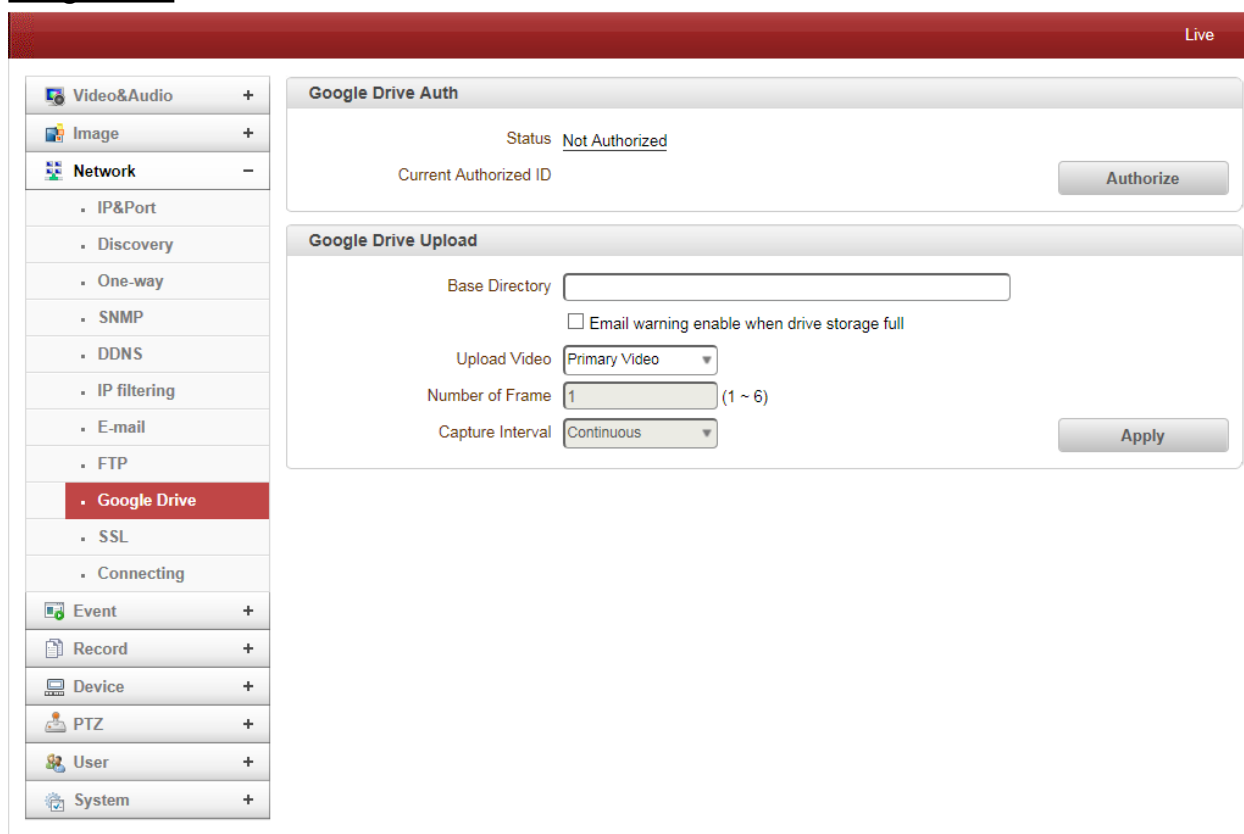 Live
Video&Audio +
Image +
Network −
IP&Port
Discovery
One-way
SNMP
DDNS
IP filtering
E-mail
FTP
Google Drive
SSL
Connecting
Event +
Record +
Device +
PTZ +
User +
System +
Google Drive Auth
Status Not Authorized
Current Authorized ID
Authorize
Google Drive Upload
Base Directory
Email warning enable when drive storage full
Upload Video Primary Video
Number of Frame 1 (1 ~ 6)
Capture Interval Continuous
Apply